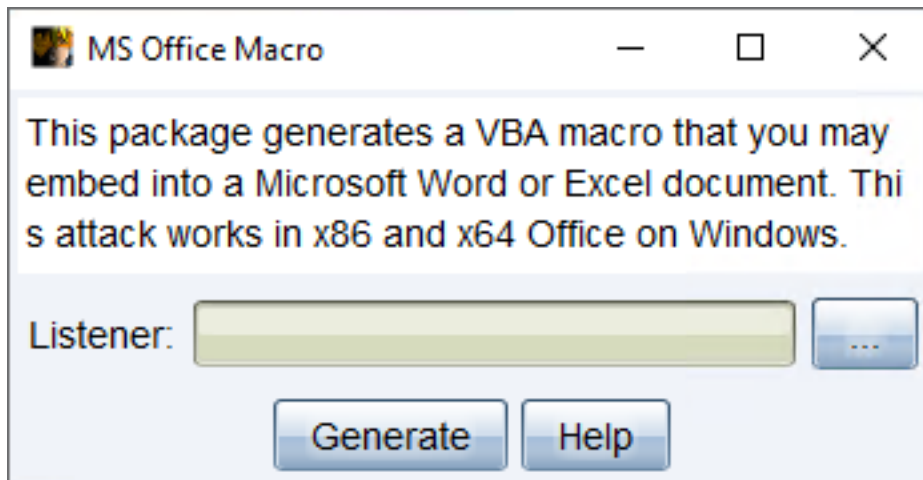 MS Office Macro
This package generates a VBA macro that you may
embed into a Microsoft Word or Excel document. Thi
s attack works in x86 and x64 Office on Windows.
Listener:
...
Generate Help